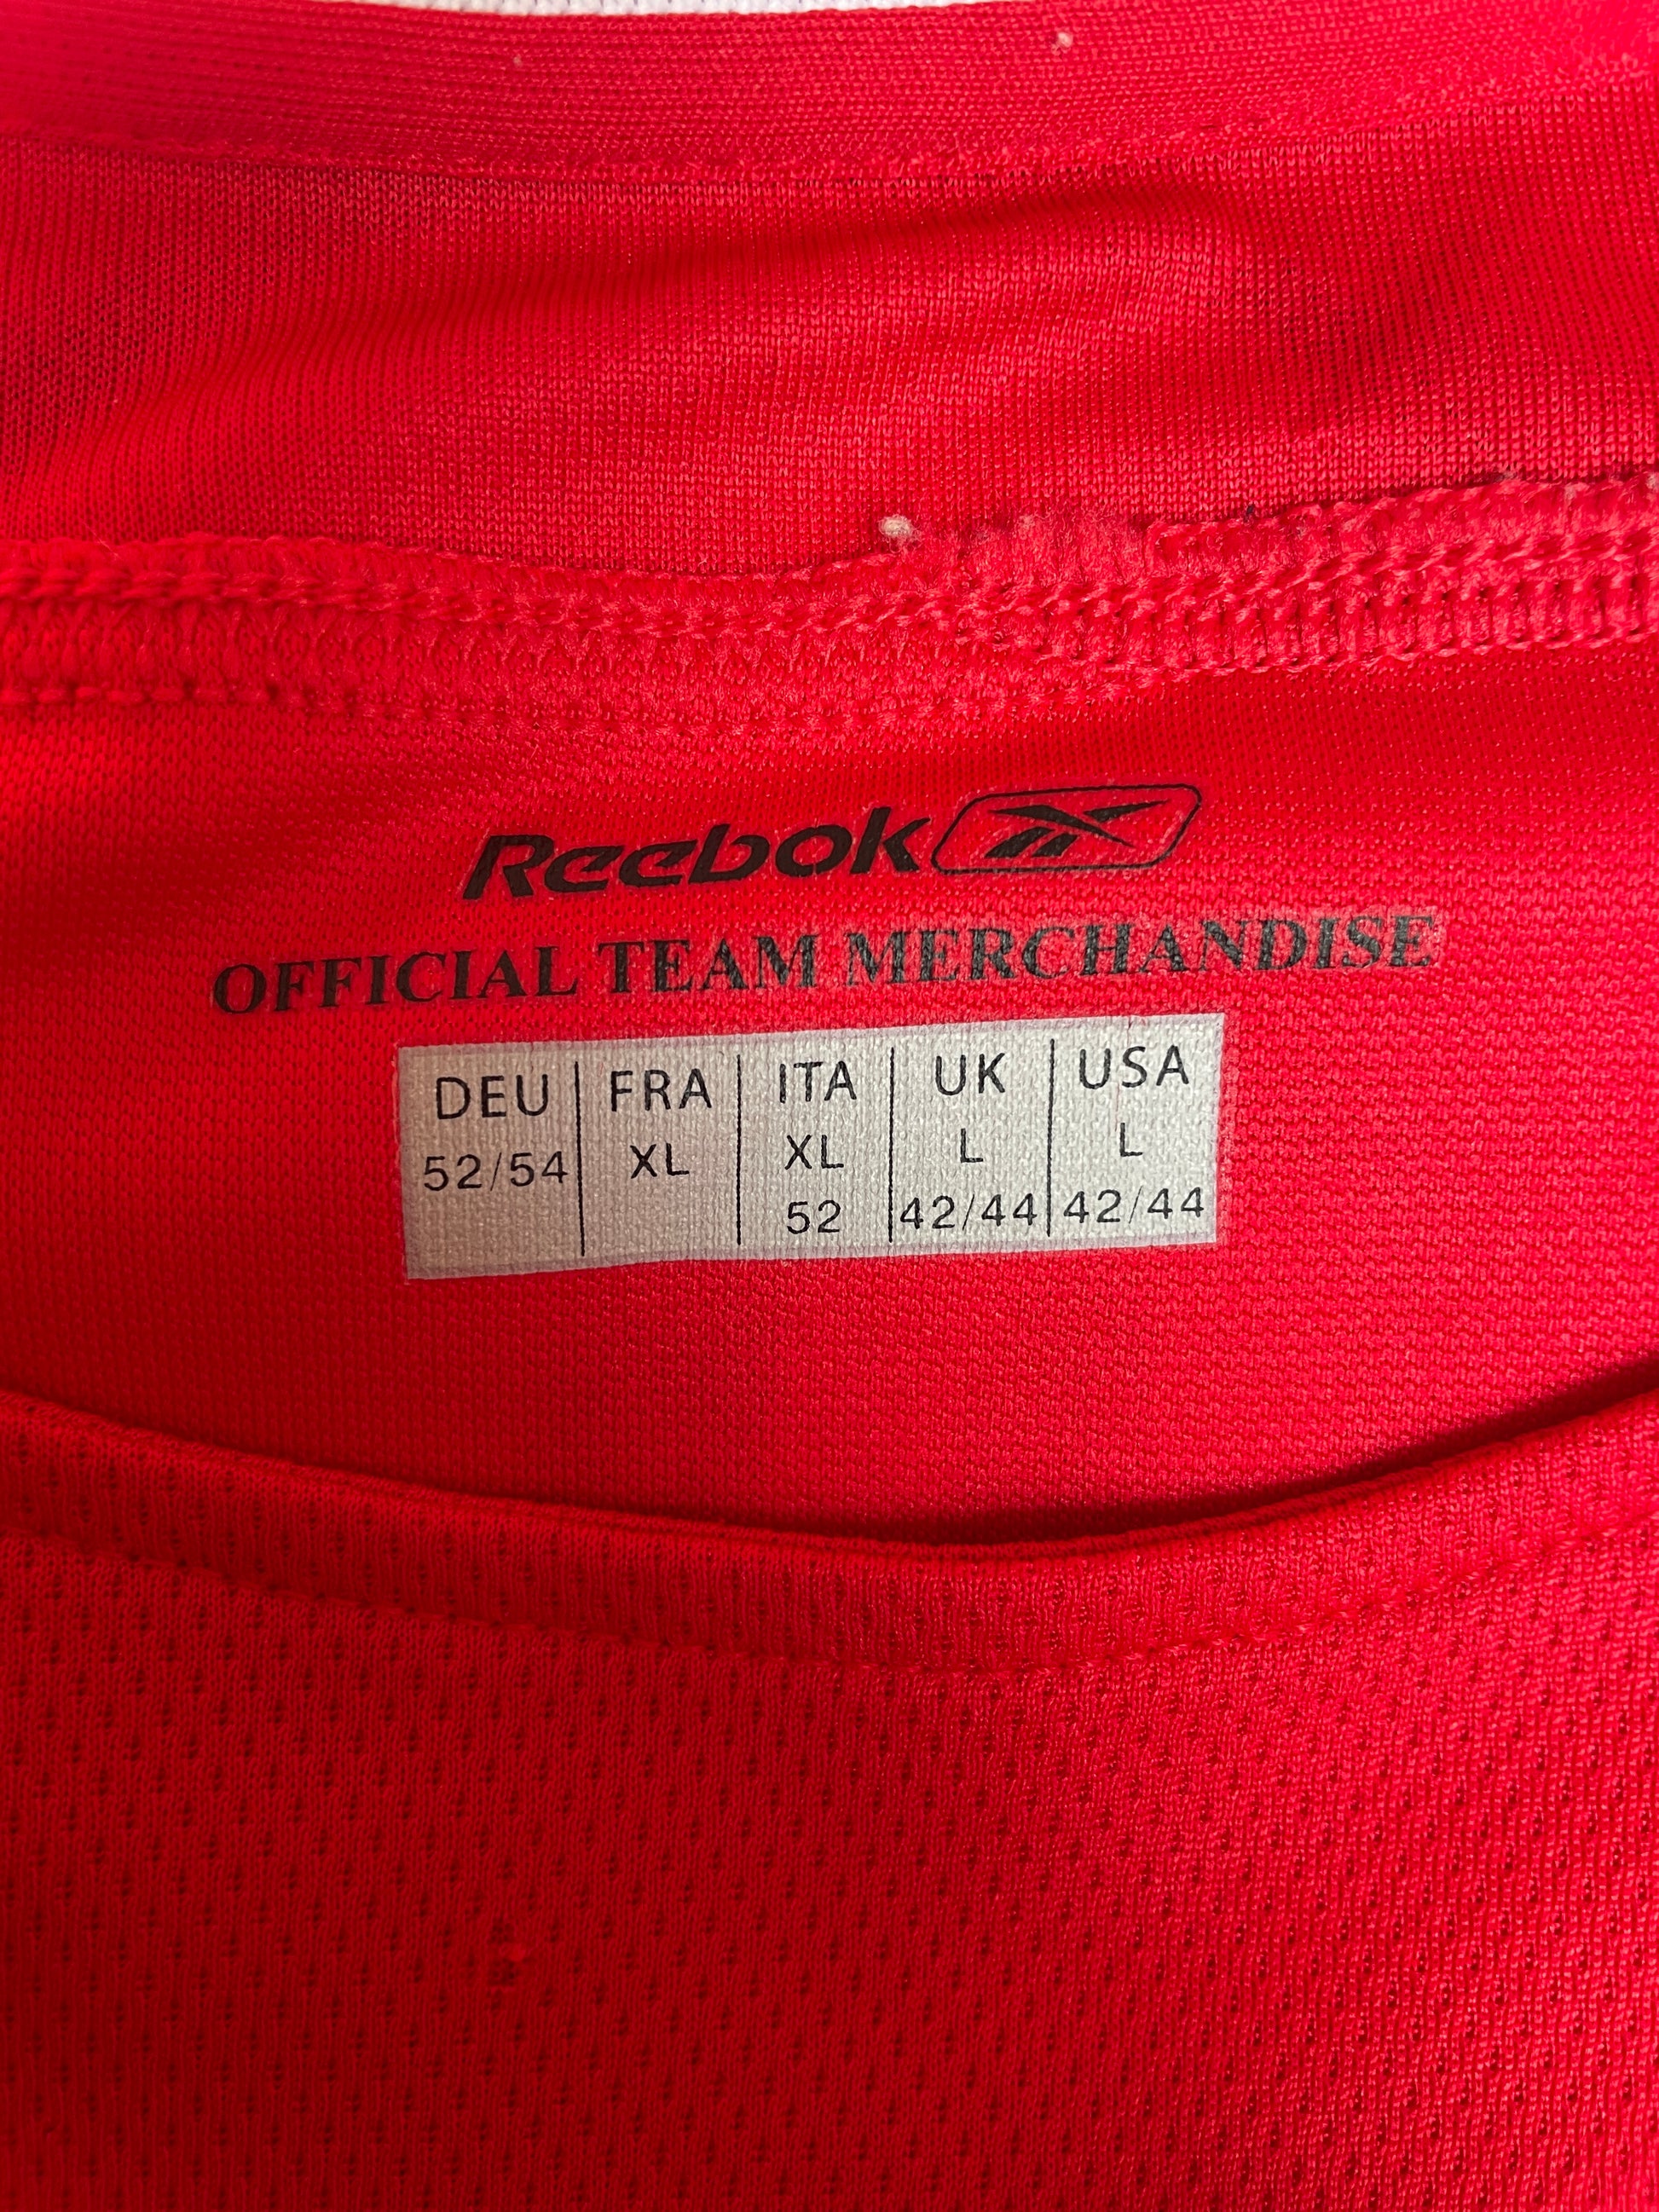 Reebok
OFFICIAL TEAM MERCHANDISE
DEU FRA ITA UK USA
52/54 XL XL L L
52 42/44 42/44